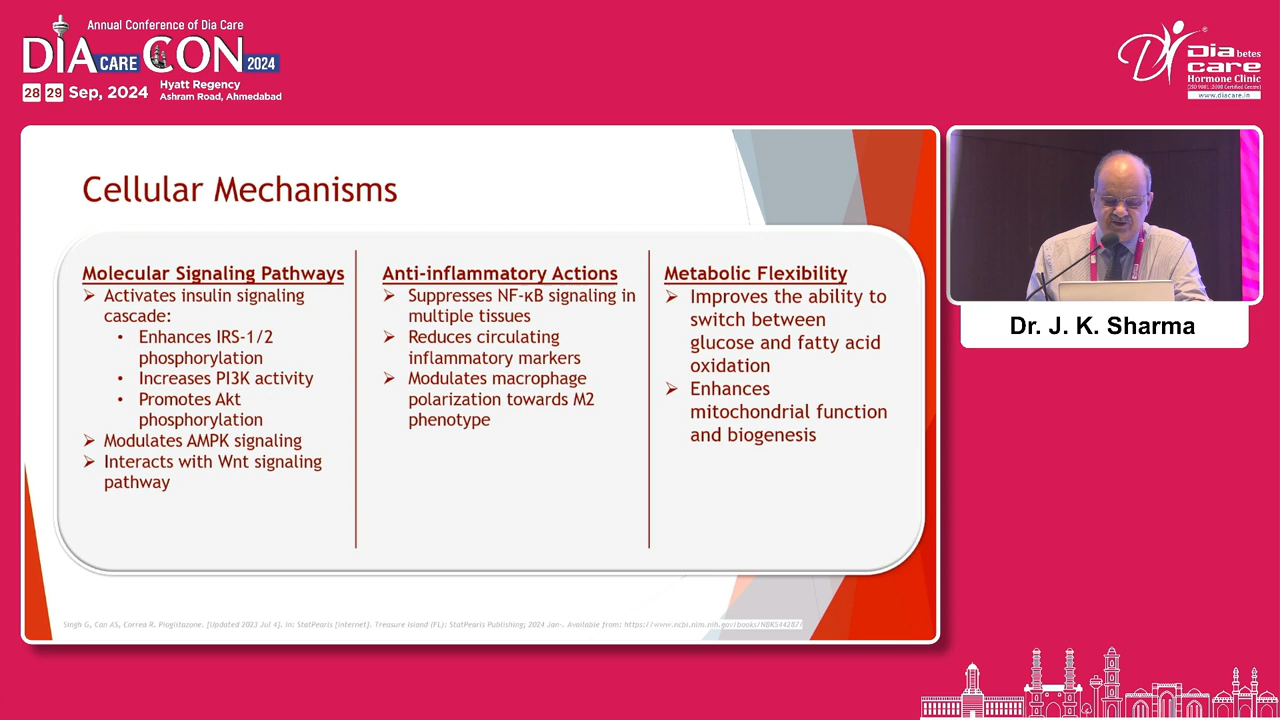 Annual Conference of Dia Care
DIA CARE CON 2024
28 29 Sep, 2024
Hyatt Regency
Ashram Road, Ahmedabad
Diabetes
care
Hormone Clinic
(ISO 9001 :2008 Certified Centre)
www.diacare.in
Cellular Mechanisms
Molecular Signaling Pathways
➢ Activates insulin signaling
cascade:
• Enhances IRS-1/2
phosphorylation
• Increases PI3K activity
• Promotes Akt
phosphorylation
➢ Modulates AMPK signaling
➢ Interacts with Wnt signaling
pathway
Anti-inflammatory Actions
➢ Suppresses NF-κB signaling in
multiple tissues
➢ Reduces circulating
inflammatory markers
➢ Modulates macrophage
polarization towards M2
phenotype
Metabolic Flexibility
➢ Improves the ability to
switch between
glucose and fatty acid
oxidation
➢ Enhances
mitochondrial function
and biogenesis
Singh G, Can AS, Correa R. Pioglitazone. [Updated 2023 Jul 4]. In: StatPearls [Internet]. Treasure Island (FL): StatPearls Publishing; 2024 Jan-. Available from: https://www.ncbi.nlm.nih.gov/books/NBK544287/
Dr. J. K. Sharma